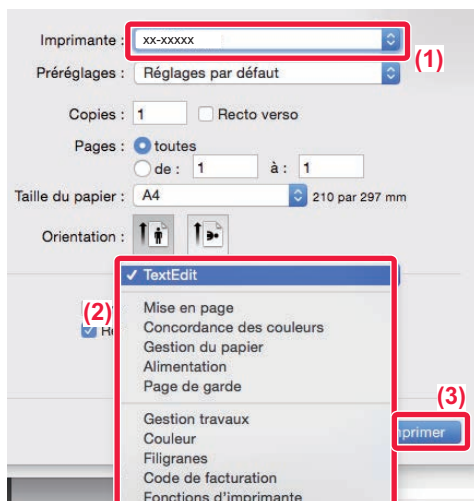 Imprimante : xx-xxxxx
(1)
Préréglages : Réglages par défaut
Copies : 1 Recto verso
Pages : toutes
de : 1 à : 1
Taille du papier : A4 210 par 297 mm
Orientation :
✓ TextEdit
(2)
Mise en page
Concordance des couleurs
Gestion du papier
Alimentation
Page de garde
(3)
Gestion travaux
Couleur
Filigranes
Code de facturation
Fonctions d'imprimante